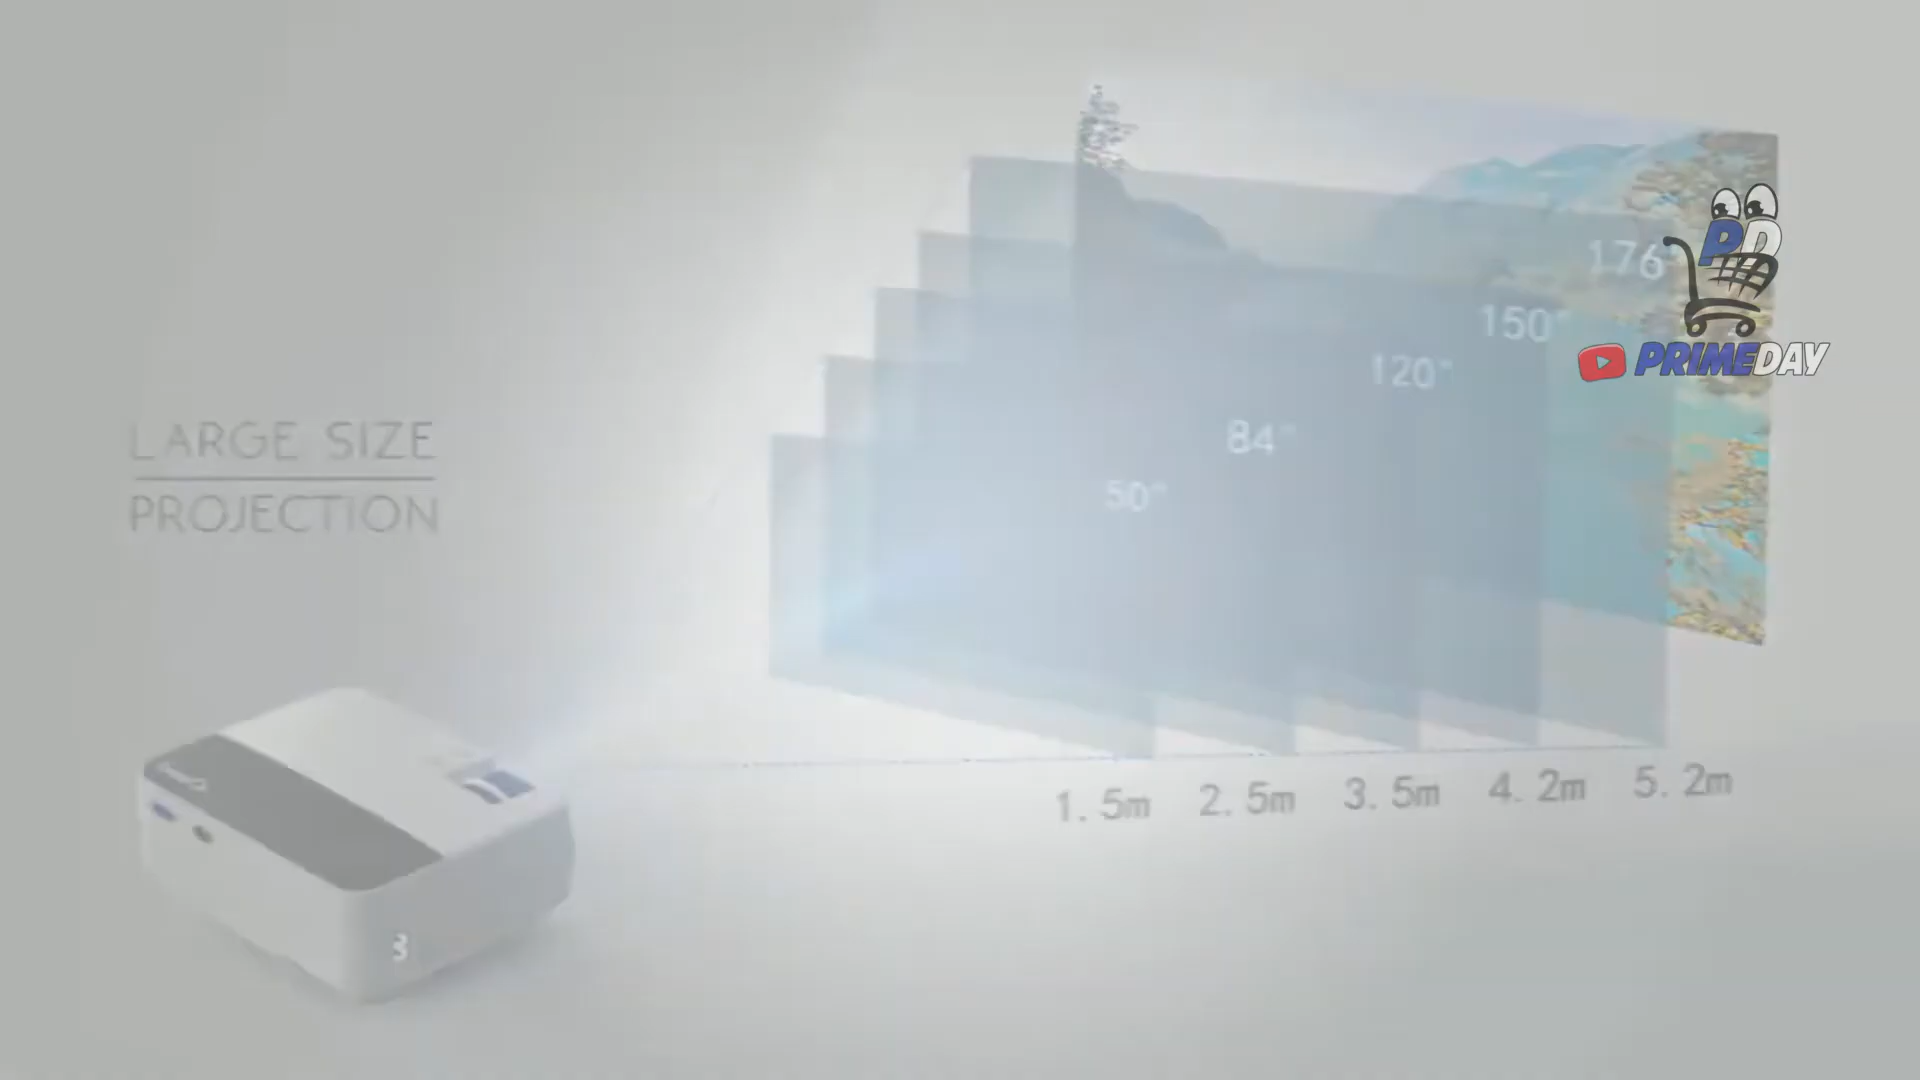 LARGE SIZE
PROJECTION
176"
150"
120"
84"
50"
1.5m 2.5m 3.5m 4.2m 5.2m
PD
PRIMEDAY